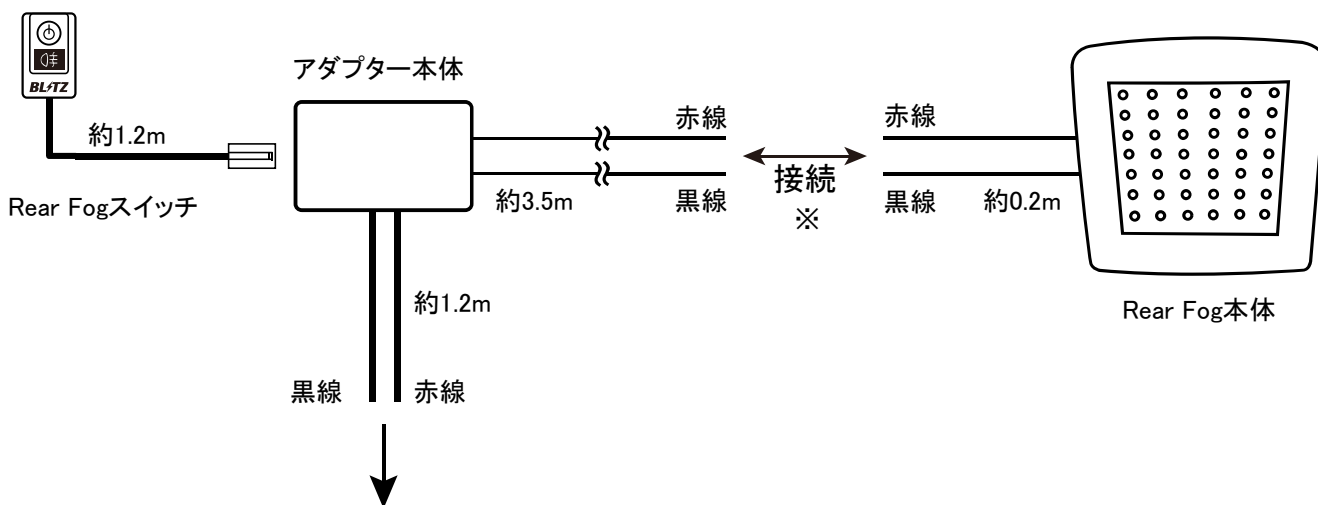 BLITZ
約1.2m
Rear Fogスイッチ
アダプター本体
赤線
黒線
約3.5m
接続
※
赤線
黒線
約0.2m
Rear Fog本体
約1.2m
黒線
赤線